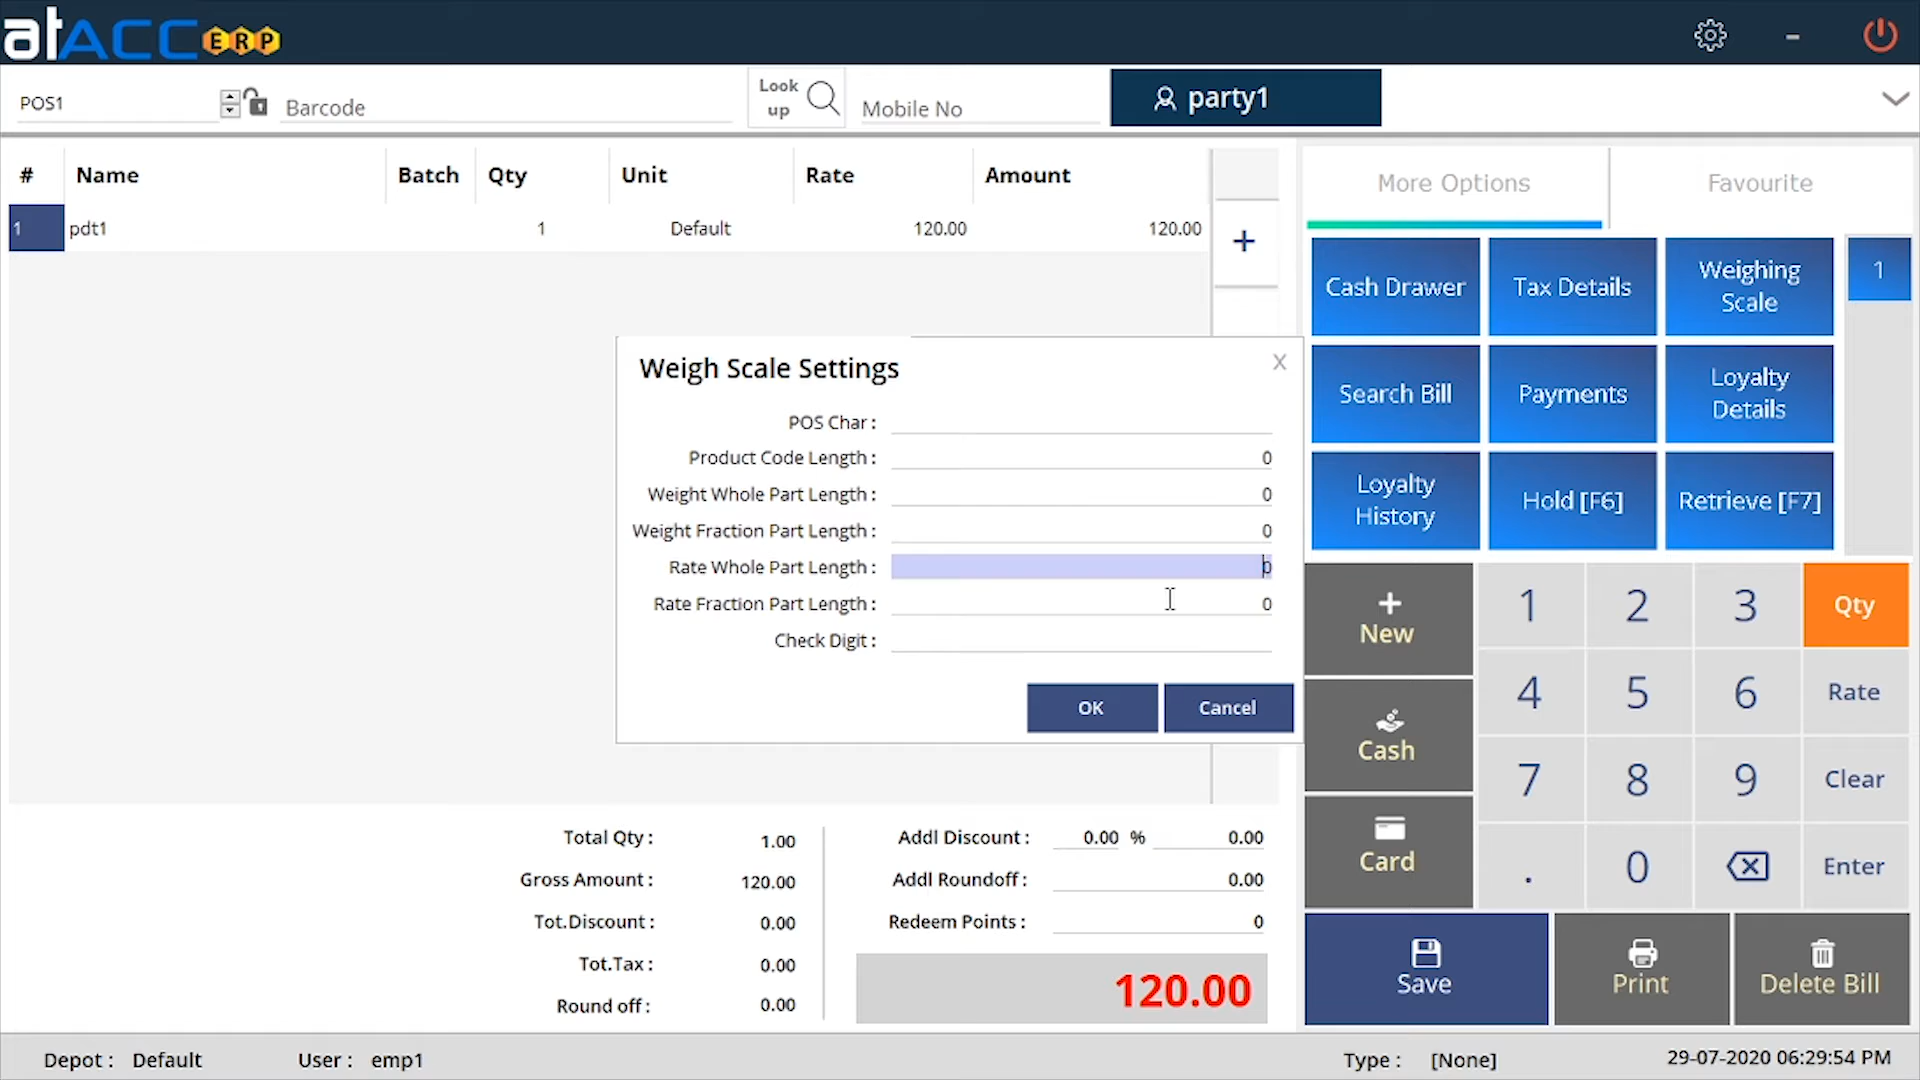 atACC ERP
POS1
Barcode
Look up
Mobile No
party1
# Name Batch Qty Unit Rate Amount
1 pdt1 1 Default 120.00 120.00
+
More Options
Favourite
Cash Drawer
Tax Details
Weighing Scale
1
Search Bill
Payments
Loyalty Details
Loyalty History
Hold [F6]
Retrieve [F7]
Weigh Scale Settings
X
POS Char :
Product Code Length : 0
Weight Whole Part Length : 0
Weight Fraction Part Length : 0
Rate Whole Part Length : 0
Rate Fraction Part Length : 0
Check Digit :
OK
Cancel
+ New
Cash
Card
1 2 3 Qty
4 5 6 Rate
7 8 9 Clear
. 0 Enter
Total Qty : 1.00
Gross Amount : 120.00
Tot.Discount : 0.00
Tot.Tax : 0.00
Round off : 0.00
Addl Discount : 0.00 % 0.00
Addl Roundoff : 0.00
Redeem Points : 0
120.00
Save
Print
Delete Bill
Depot : Default
User : emp1
Type : [None]
29-07-2020 06:29:54 PM